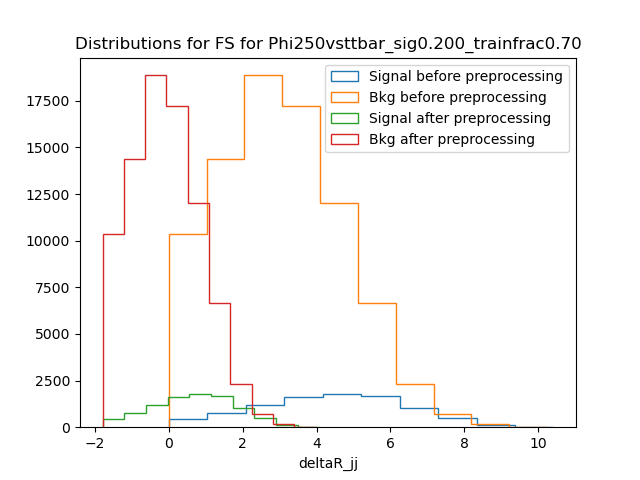 Distributions for FS for Phi250vsttbar_sig0.200_trainfrac0.70
Signal before preprocessing
Bkg before preprocessing
Signal after preprocessing
Bkg after preprocessing
17500
15000
12500
10000
7500
5000
2500
0
−2 0 2 4 6 8 10
deltaR_jj